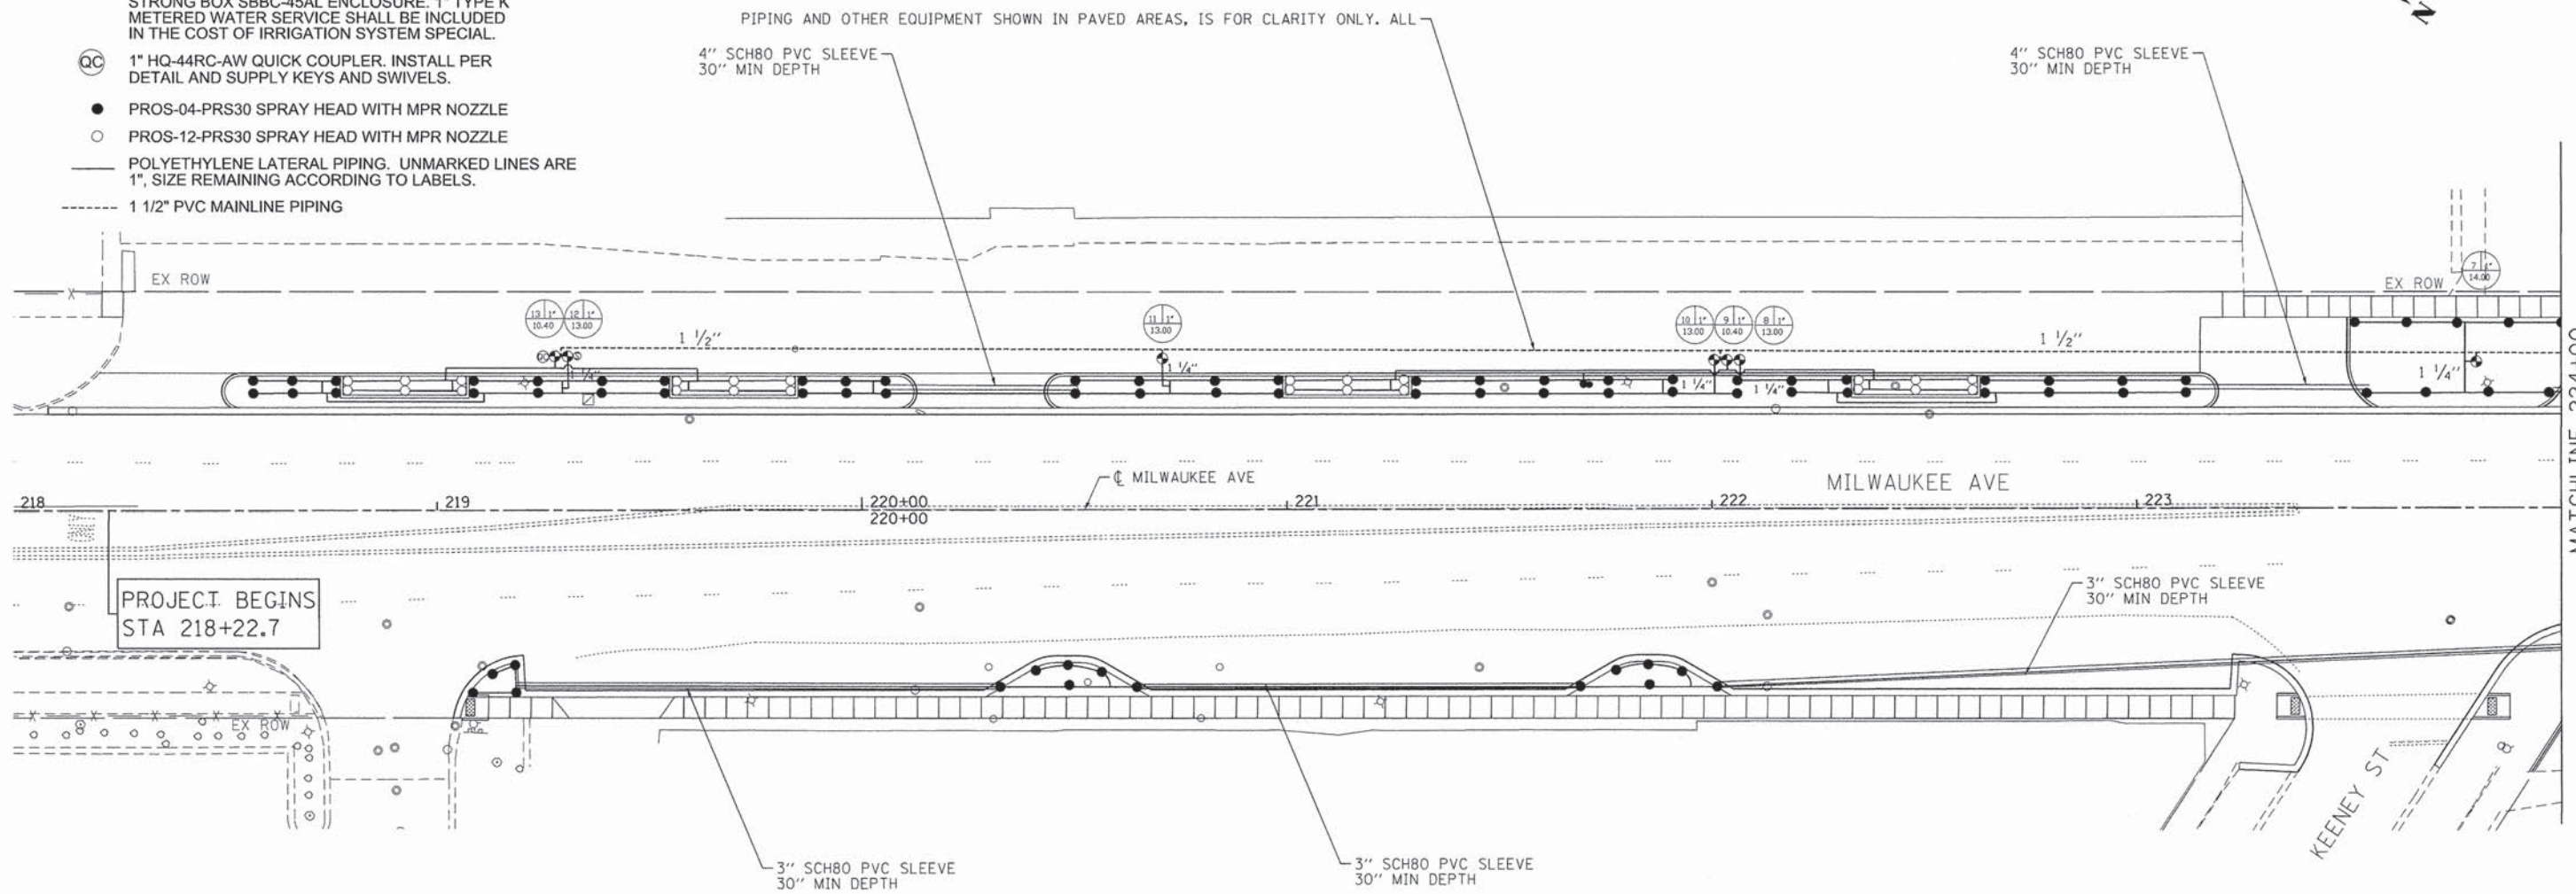 STRONG BOX SBBC-45AL ENCLOSURE. 1" TYPE K
METERED WATER SERVICE SHALL BE INCLUDED
IN THE COST OF IRRIGATION SYSTEM SPECIAL.
QC
1" HQ-44RC-AW QUICK COUPLER. INSTALL PER
DETAIL AND SUPPLY KEYS AND SWIVELS.
PROS-04-PRS30 SPRAY HEAD WITH MPR NOZZLE
PROS-12-PRS30 SPRAY HEAD WITH MPR NOZZLE
POLYETHYLENE LATERAL PIPING. UNMARKED LINES ARE
1", SIZE REMAINING ACCORDING TO LABELS.
1 1/2" PVC MAINLINE PIPING
PIPING AND OTHER EQUIPMENT SHOWN IN PAVED AREAS, IS FOR CLARITY ONLY. ALL
4" SCH80 PVC SLEEVE
30" MIN DEPTH
4" SCH80 PVC SLEEVE
30" MIN DEPTH
N
EX ROW
EX ROW
7 1"
14.00
13 1"
10.40
12 1"
13.00
11 1"
13.00
10 1"
13.00
9 1"
10.40
8 1"
13.00
1 1/2"
1 1/2"
1 1/4"
1 1/4"
1 1/4"
1 1/4"
1 1/4"
℄ MILWAUKEE AVE
MILWAUKEE AVE
218
219
220+00
220+00
221
222
223
PROJECT BEGINS
STA 218+22.7
3" SCH80 PVC SLEEVE
30" MIN DEPTH
EX ROW
KEENEY ST
3" SCH80 PVC SLEEVE
30" MIN DEPTH
3" SCH80 PVC SLEEVE
30" MIN DEPTH
MATCHLINE 224+00